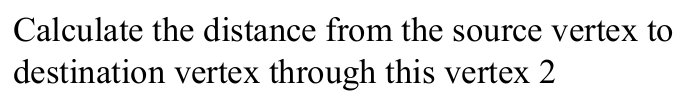 Calculate the distance from the source vertex to
destination vertex through this vertex 2